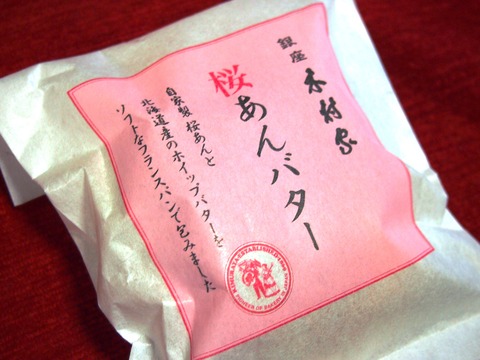 銀座 木村家
桜あんバター
自家製 桜あんと
北海道産のホイップバターを
ソフトなフランスパンで包みました